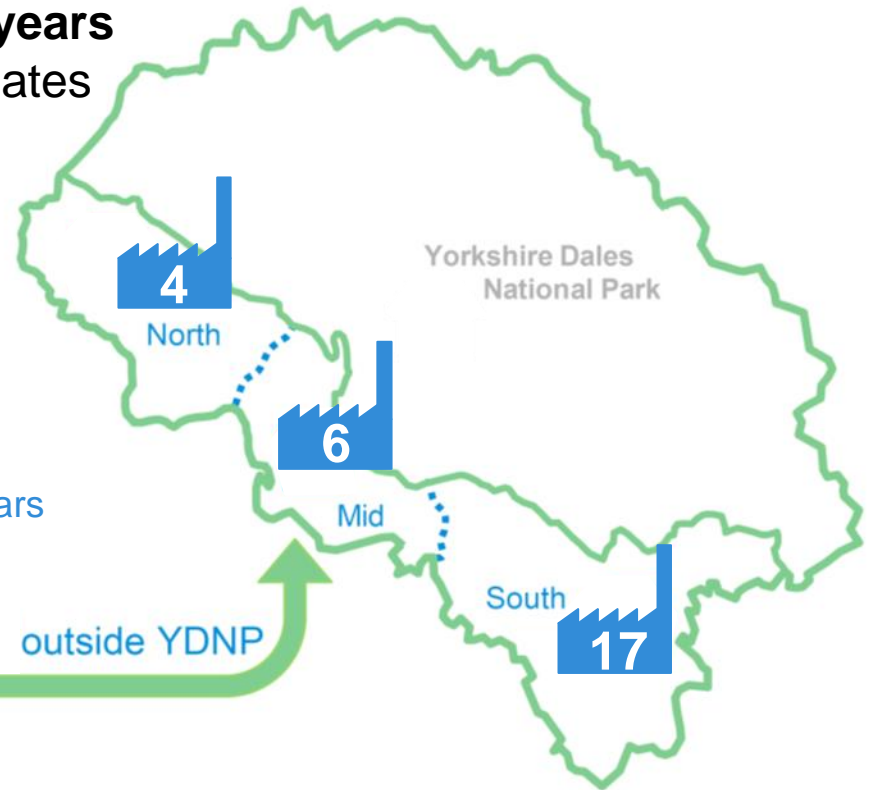 years
ates
Yorkshire Dales
National Park
4
North
6
ars
Mid
South
outside YDNP
17